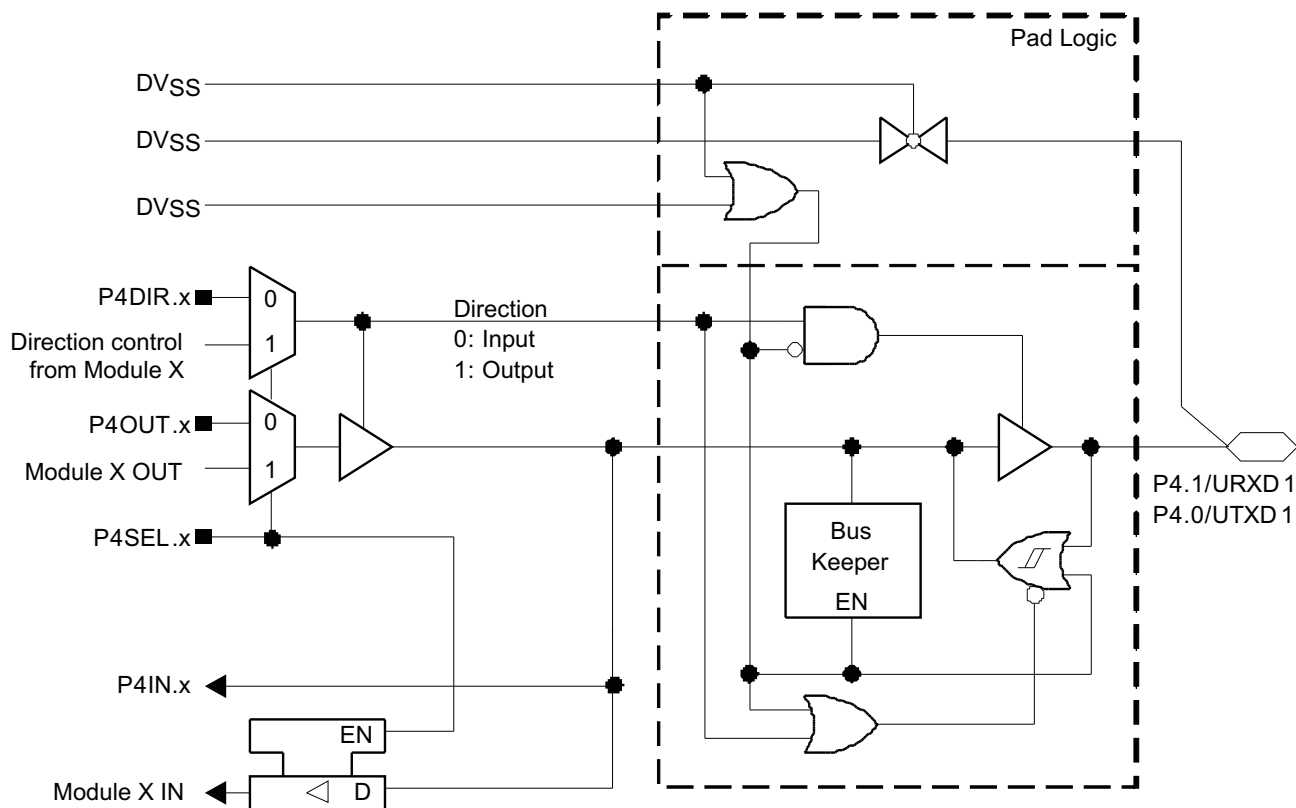 Pad Logic
DVSS
DVSS
DVSS
P4DIR.x
0
1
Direction control
from Module X
Direction
0: Input
1: Output
P4OUT.x
0
1
Module X OUT
P4SEL.x
P4.1/URXD1
P4.0/UTXD1
Bus
Keeper
EN
P4IN.x
EN
D
Module X IN